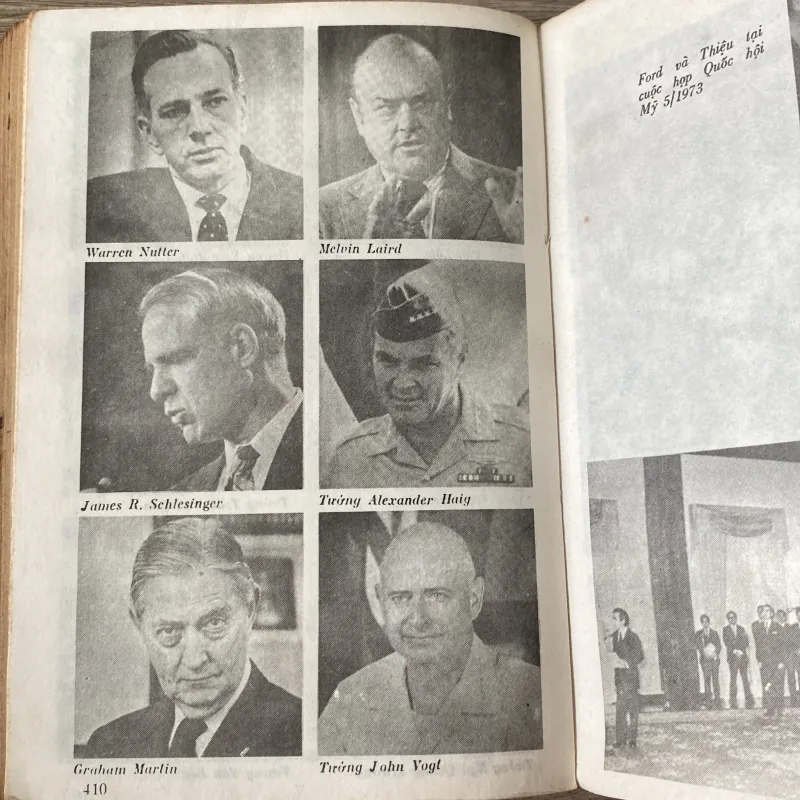 Warren Nutter
Melvin Laird
James R. Schlesinger
Tướng Alexander Haig
Graham Martin
Tướng John Vogt
410
Ford và Thiệu tại
cuộc họp Quốc hội
Mỹ 5/1973